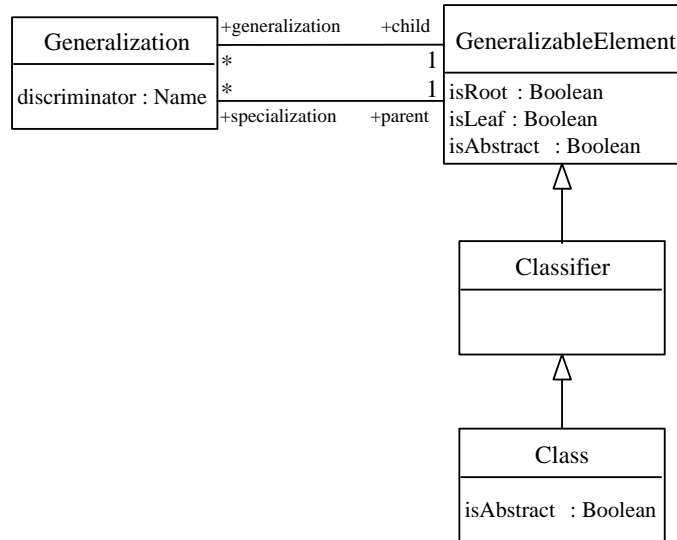 +generalization +child
Generalization
GeneralizableElement
* 1
discriminator : Name
* 1
isRoot : Boolean
+specialization +parent
isLeaf : Boolean
isAbstract : Boolean
Classifier
Class
isAbstract : Boolean